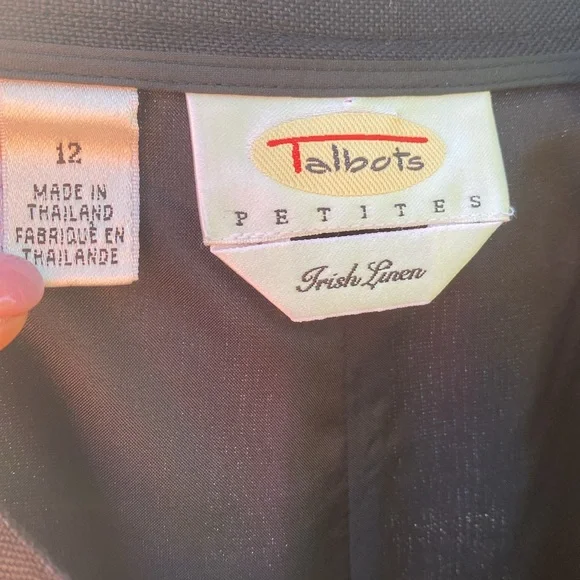 12
MADE IN
THAILAND
FABRIQUÉ EN
THAILANDE
Talbots
PETITES
Irish Linen